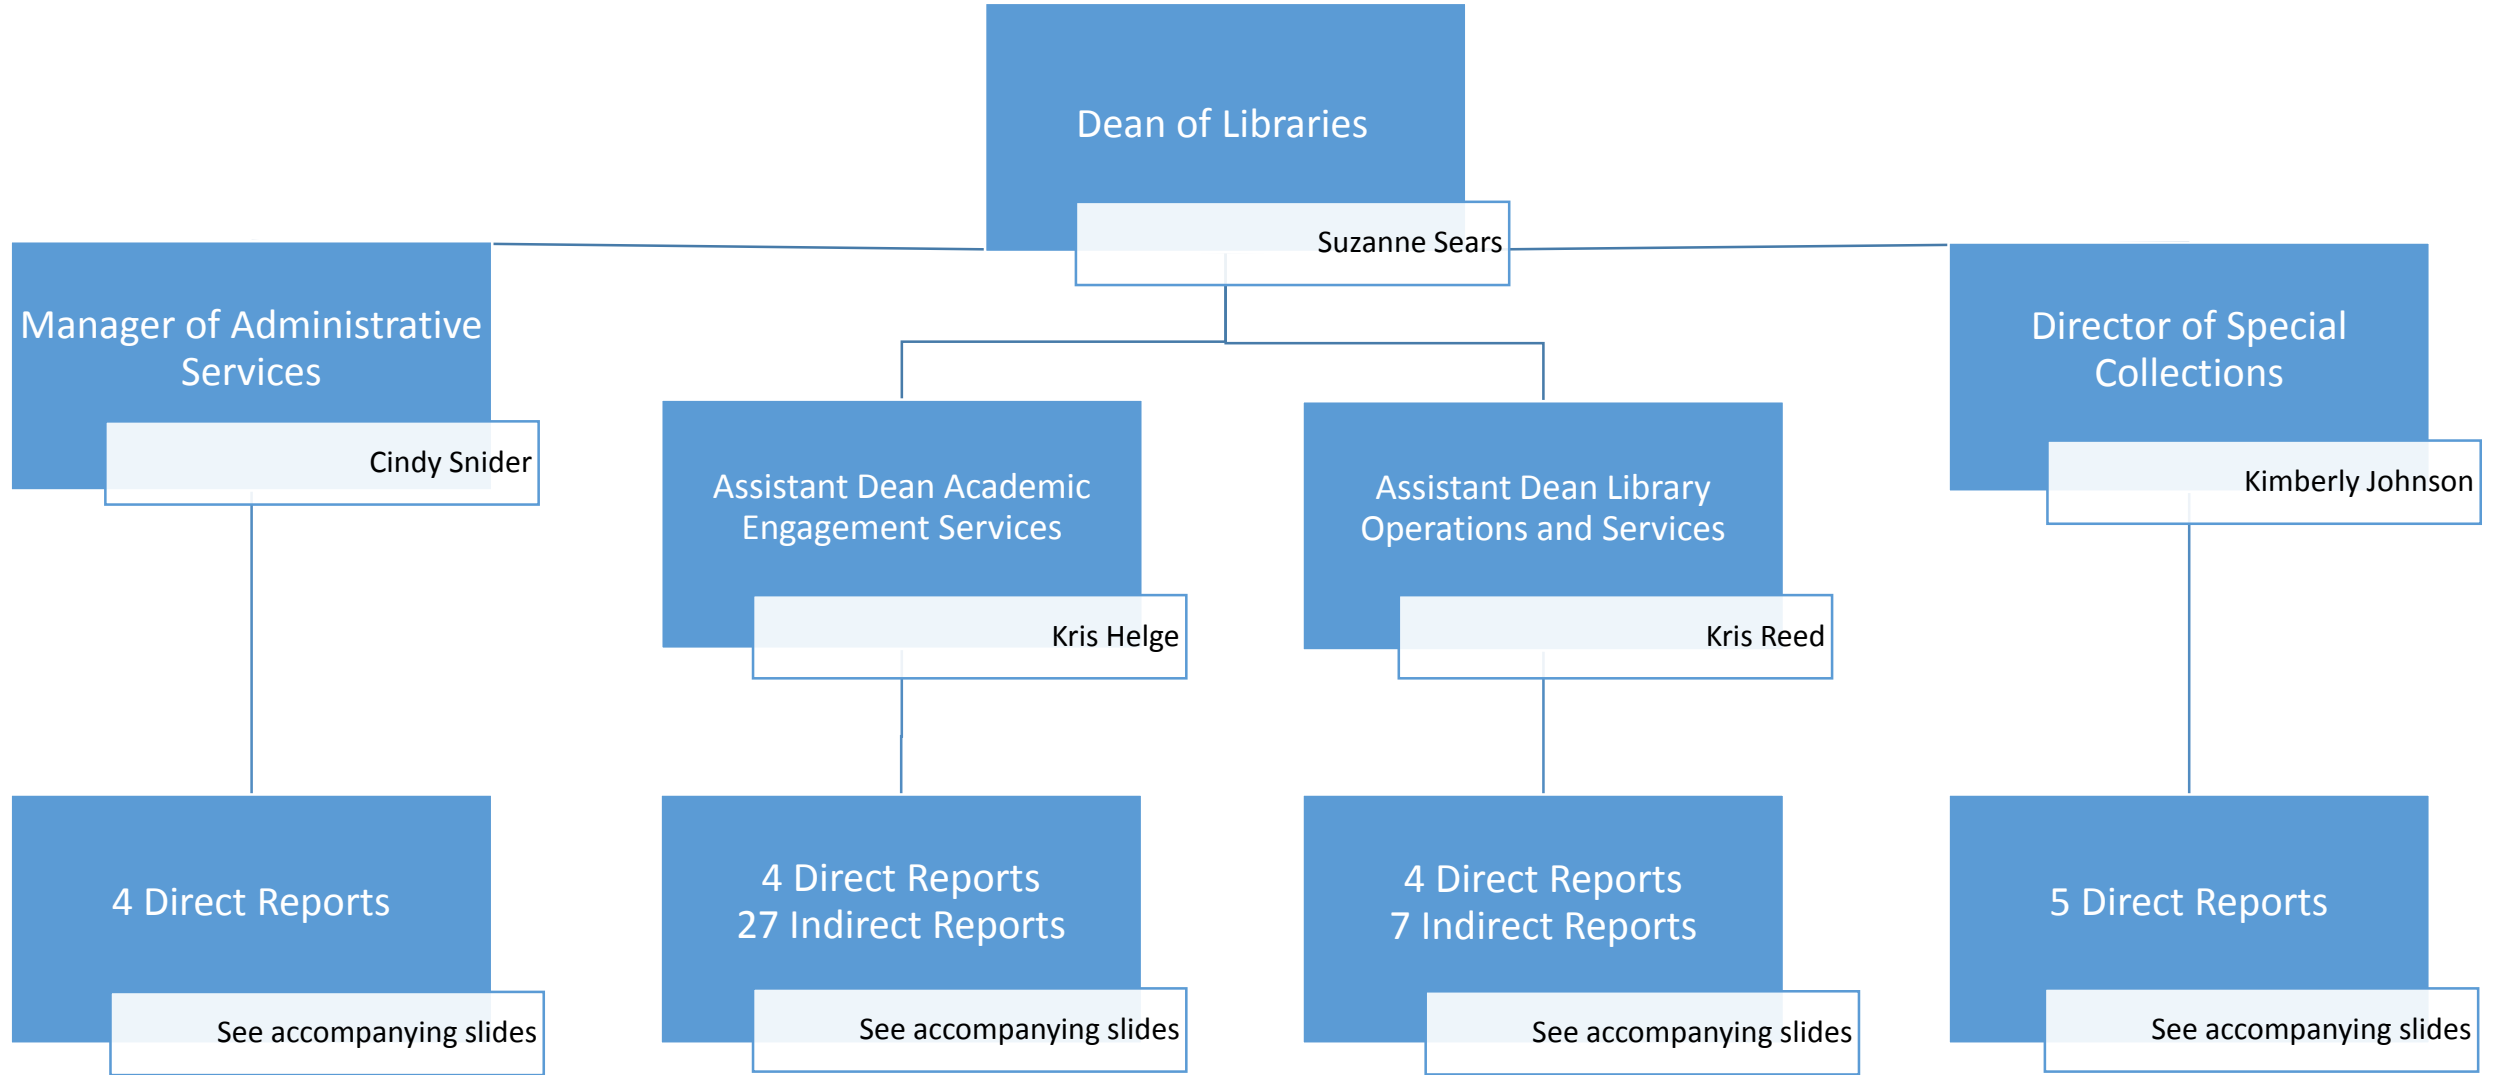 Dean of Libraries
Suzanne Sears
Manager of Administrative
Services
Cindy Snider
Assistant Dean Academic
Engagement Services
Kris Helge
Assistant Dean Library
Operations and Services
Kris Reed
Director of Special
Collections
Kimberly Johnson
4 Direct Reports
See accompanying slides
4 Direct Reports
27 Indirect Reports
See accompanying slides
4 Direct Reports
7 Indirect Reports
See accompanying slides
5 Direct Reports
See accompanying slides